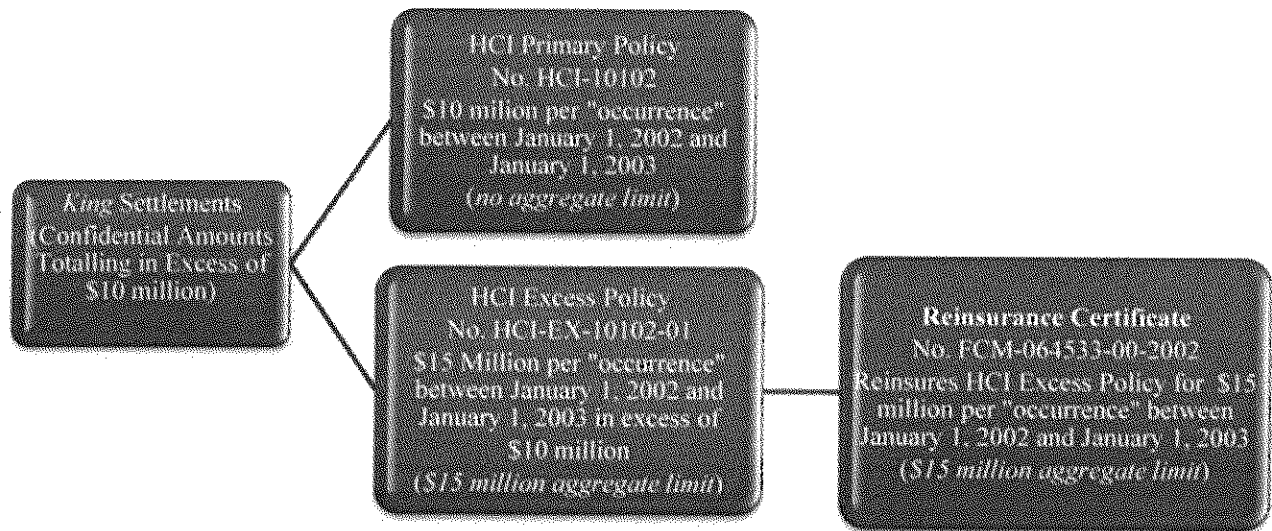 HCI Primary Policy
No. HCI-10102
$10 milion per "occurrence"
between January 1, 2002 and
January 1, 2003
(no aggregate limit)
King Settlements
(Confidential Amounts
Totalling in Excess of
$10 million)
HCI Excess Policy
No. HCI-EX-10102-01
$15 Million per "occurrence"
between January 1, 2002 and
January 1, 2003 in excess of
$10 million
($15 million aggregate limit)
Reinsurance Certificate
No. FCM-064533-00-2002
Reinsures HCI Excess Policy for $15
million per "occurrence" between
January 1, 2002 and January 1, 2003
($15 million aggregate limit)